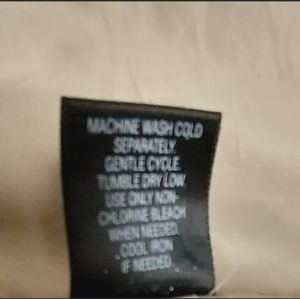 MACHINE WASH COLD
SEPARATELY.
GENTLE CYCLE.
TUMBLE DRY LOW.
USE ONLY NON-
CHLORINE BLEACH
WHEN NEEDED.
COOL IRON
IF NEEDED.